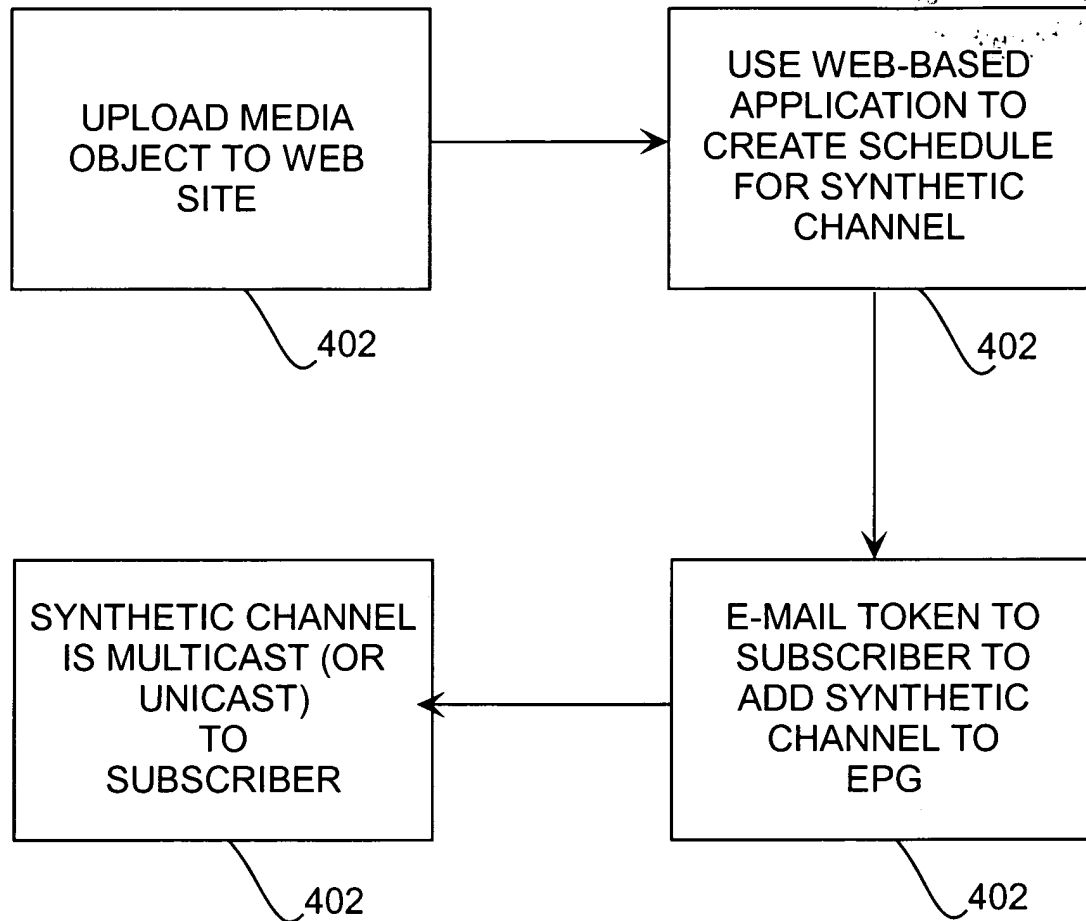 UPLOAD MEDIA
OBJECT TO WEB
SITE
402
USE WEB-BASED
APPLICATION TO
CREATE SCHEDULE
FOR SYNTHETIC
CHANNEL
402
E-MAIL TOKEN TO
SUBSCRIBER TO
ADD SYNTHETIC
CHANNEL TO
EPG
402
SYNTHETIC CHANNEL
IS MULTICAST (OR
UNICAST)
TO
SUBSCRIBER
402